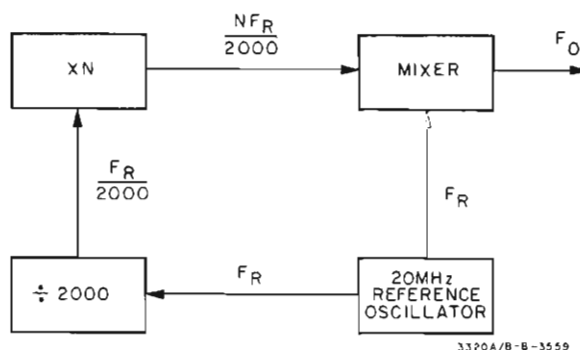 XN
NF_R
2000
MIXER
F_O
F_R
2000
F_R
÷ 2000
F_R
20MHz
REFERENCE
OSCILLATOR
3320A/B-B-3559